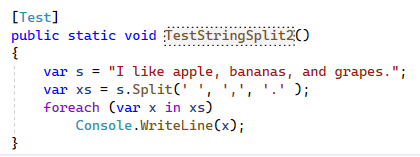 [Test]
public static void TestStringSplit2()
{
    var s = "I like apple, bananas, and grapes.";
    var xs = s.Split(' ', ',', '.' );
    foreach (var x in xs)
        Console.WriteLine(x);
}